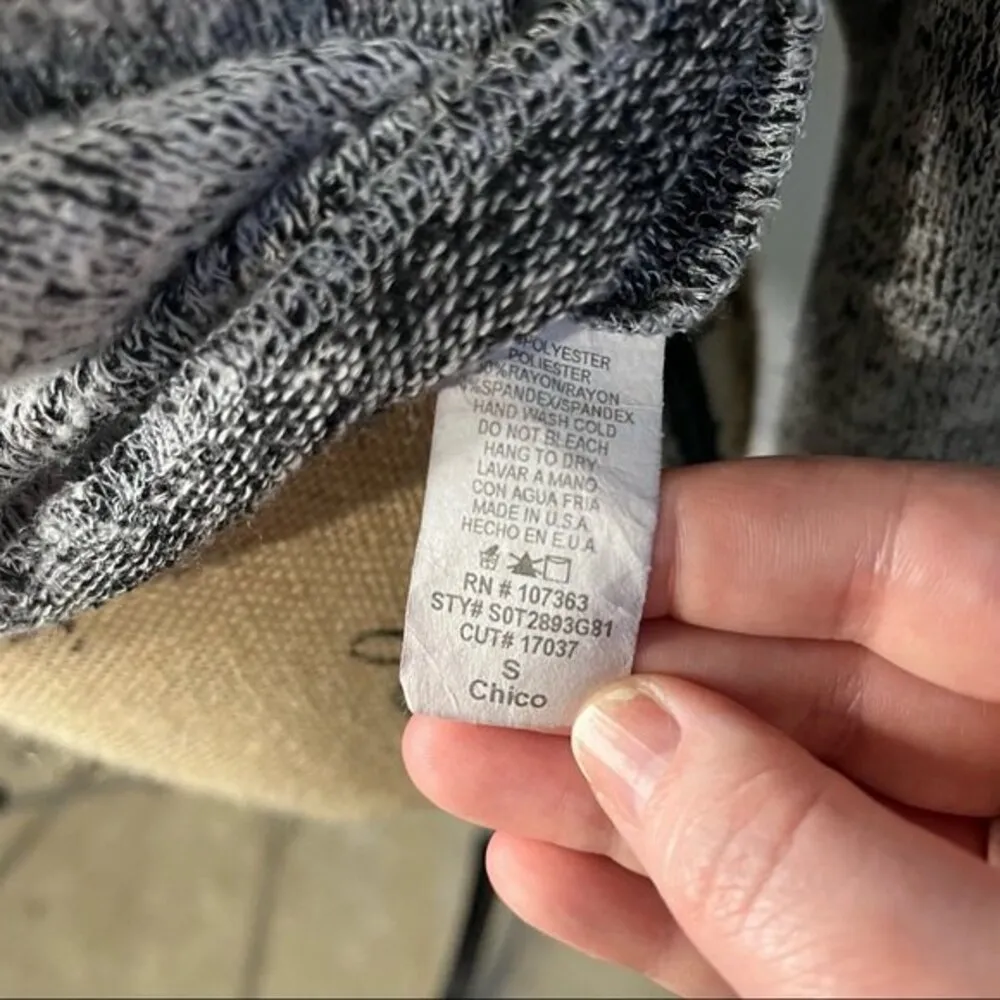 POLYESTER
POLIESTER
%RAYON/RAYON
%SPANDEX/SPANDEX
HAND WASH COLD
DO NOT BLEACH
HANG TO DRY
LAVAR A MANO
CON AGUA FRIA
MADE IN U.S.A.
HECHO EN E.U.A
RN # 107363
STY# S0T2893G81
CUT# 17037
S
Chico